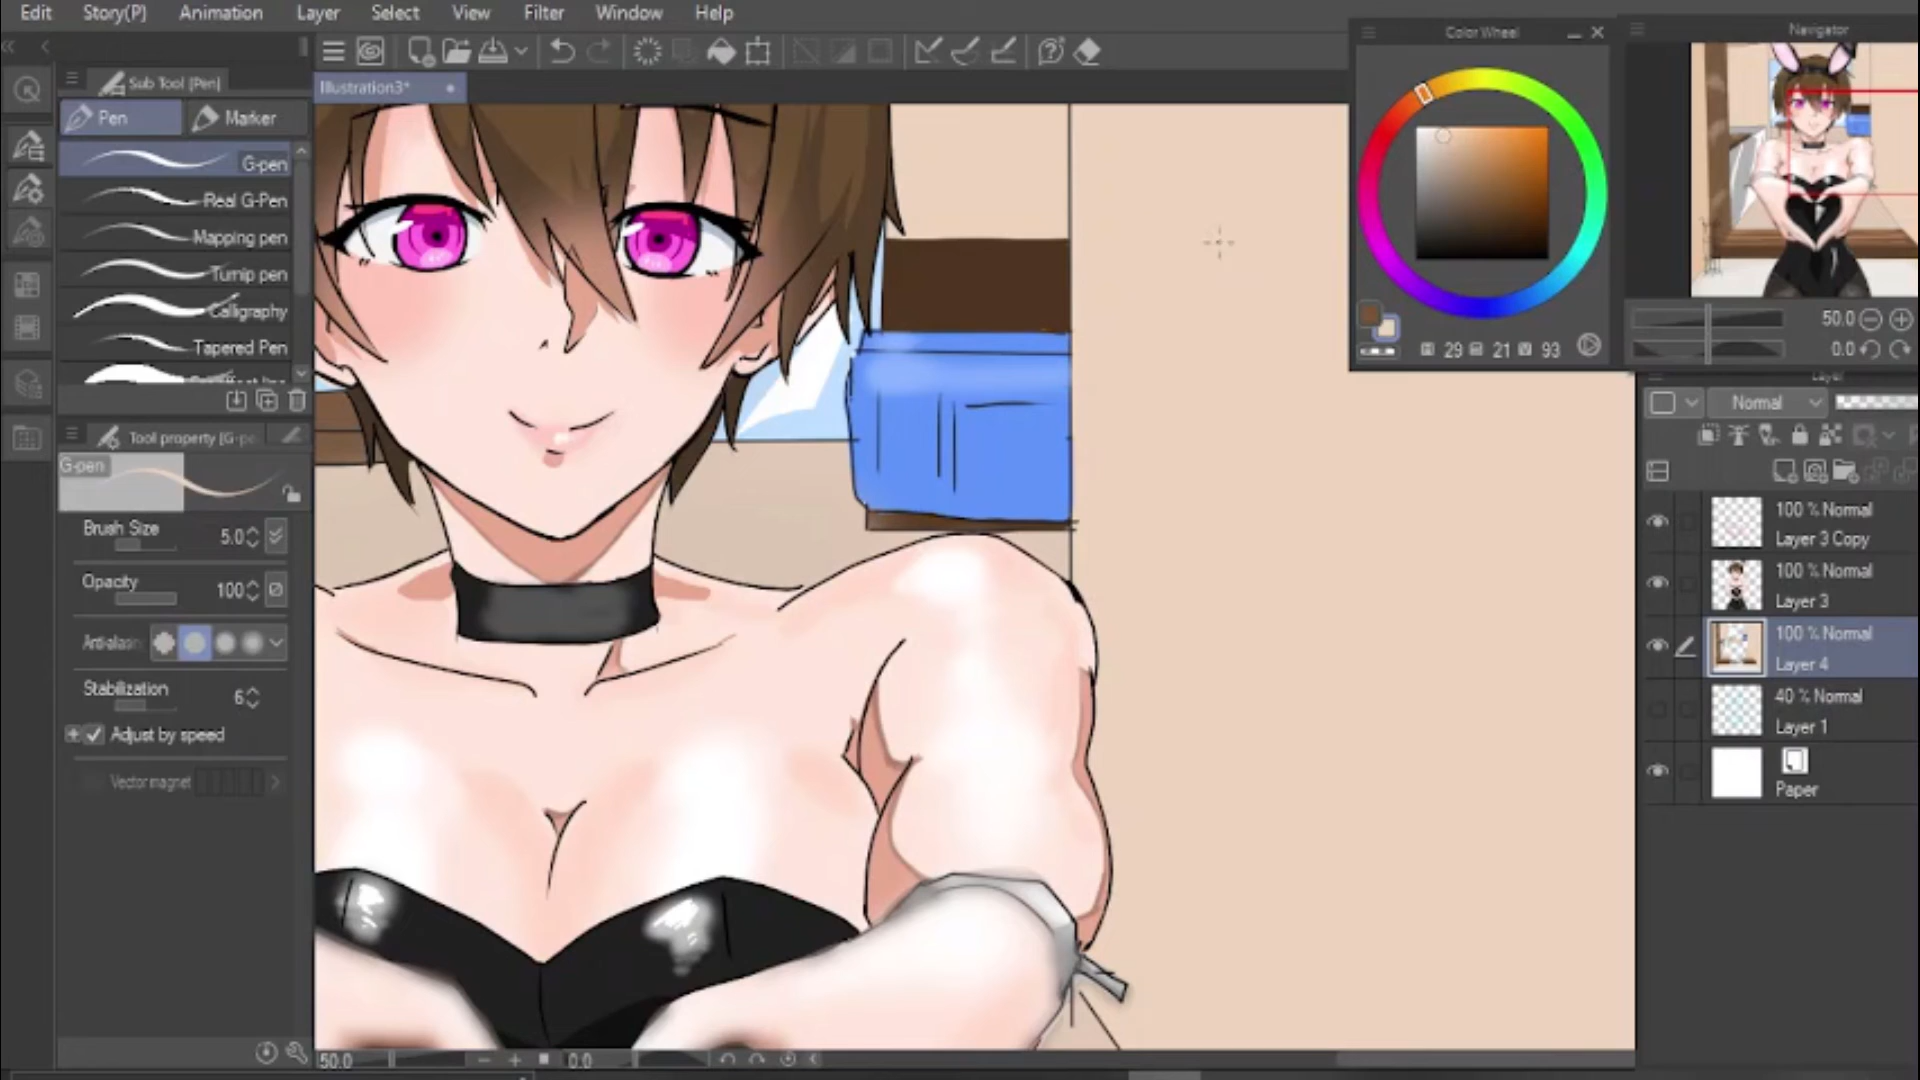 Edit Story(P) Animation Layer Select View Filter Window Help
Color Wheel
Navigator
Sub Tool [Pen]
Illustration3*
Pen Marker
G-pen
Real G-Pen
Mapping pen
Turnip pen
Calligraphy
Tapered Pen
Tool property [G-pe
G-pen
Brush Size 5.0
Opacity 100
Anti-aliasin
Stabilization 6
Adjust by speed
Vector magnet
29 21 93
50.0
0.0
Layer
Normal
100 % Normal
Layer 3 Copy
100 % Normal
Layer 3
100 % Normal
Layer 4
40 % Normal
Layer 1
Paper
50.0 0.0